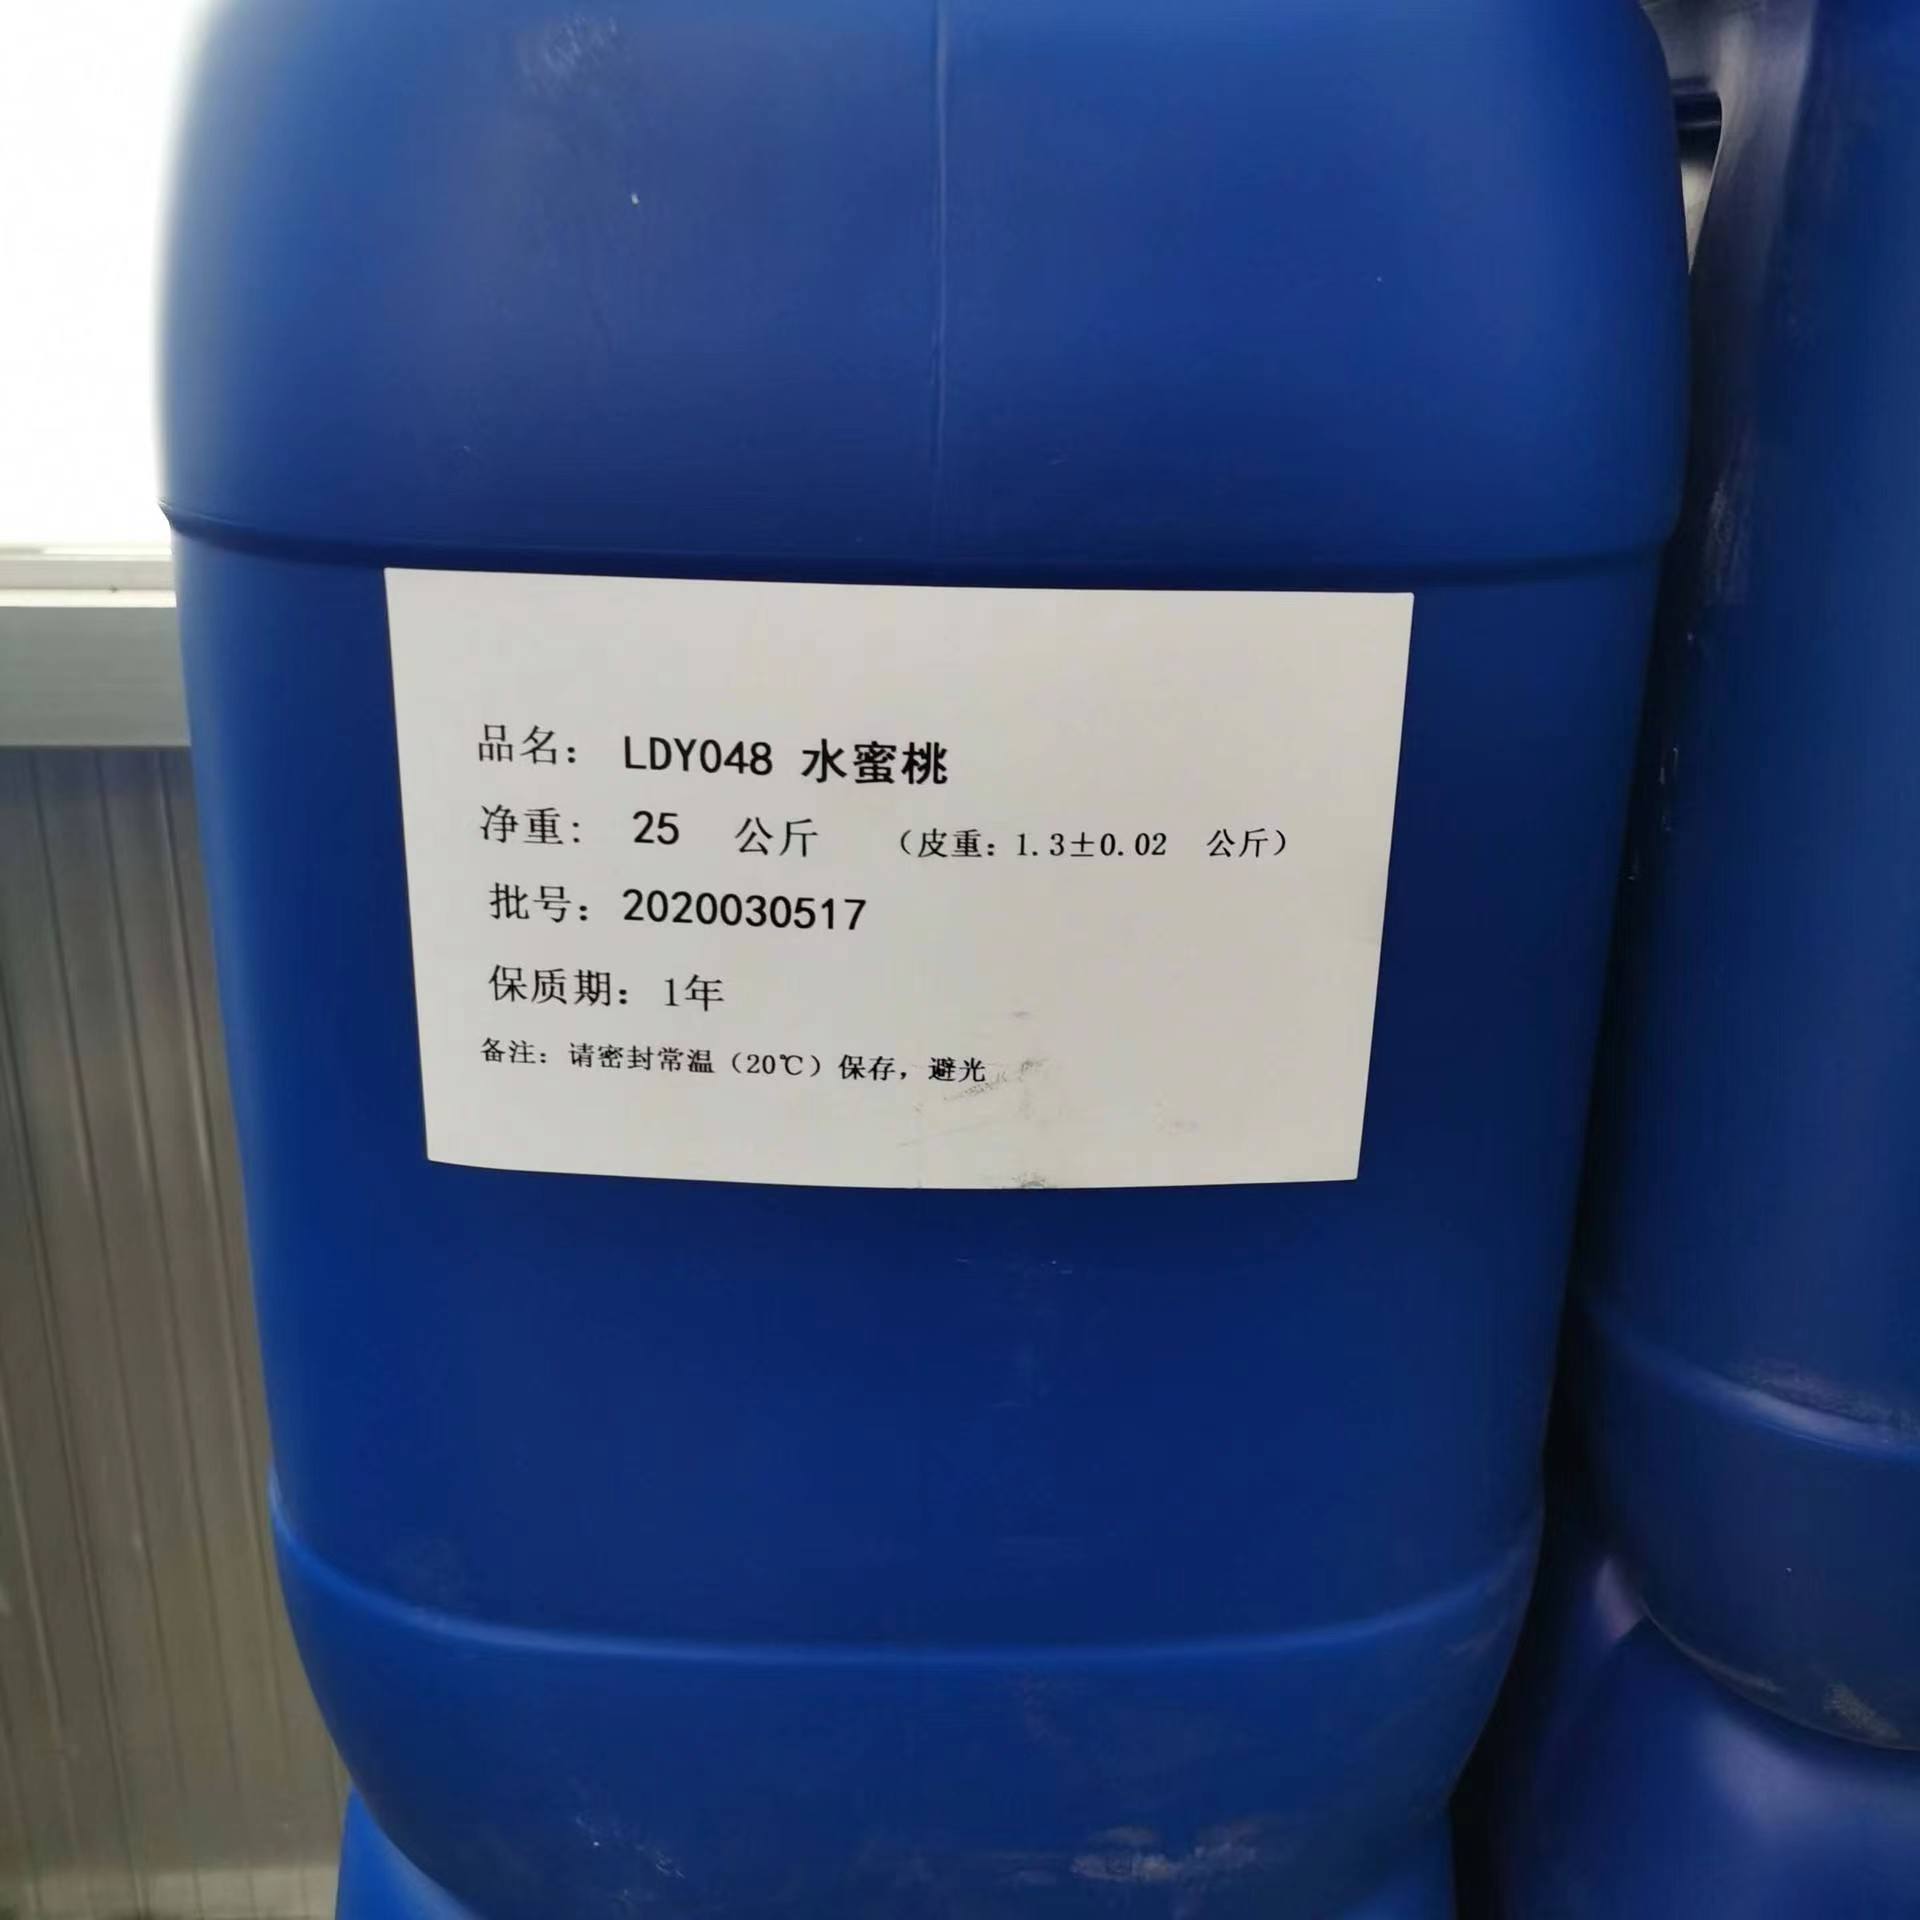 品名： LDY048 水蜜桃
净重： 25 公斤 （皮重：1.3±0.02 公斤）
批号：2020030517
保质期：1年
备注：请密封常温（20℃）保存，避光